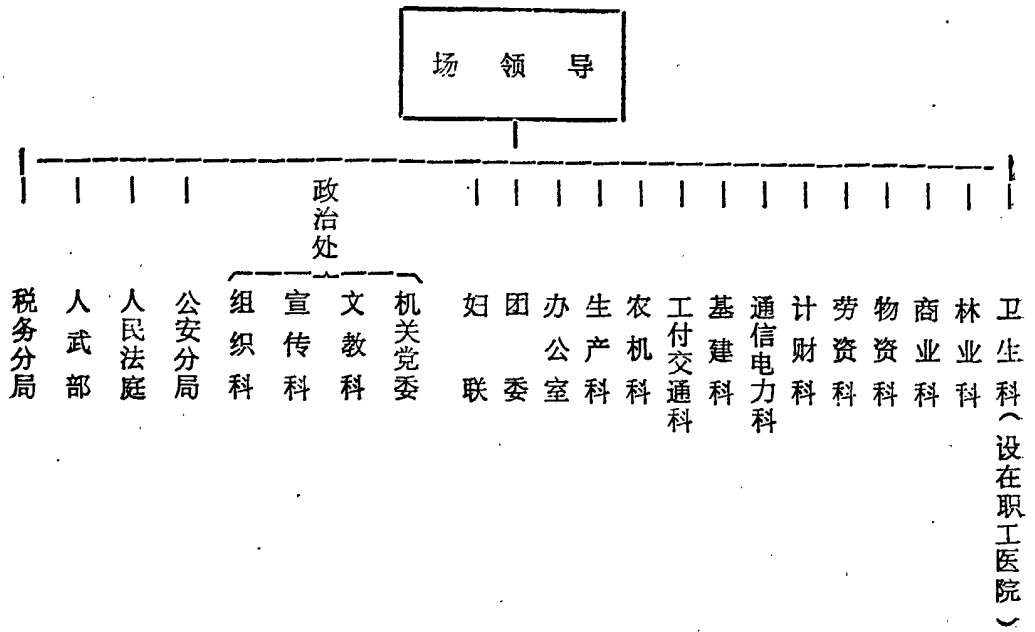 场领导
政治处
税务分局
人武部
人民法庭
公安分局
组织科
宣传科
文教科
机关党委
妇联
团委
办公室
生产科
农机科
工付交通科
基建科
通信电力科
计财科
劳资科
物资科
商业科
林业科
卫生科(设在职工医院)